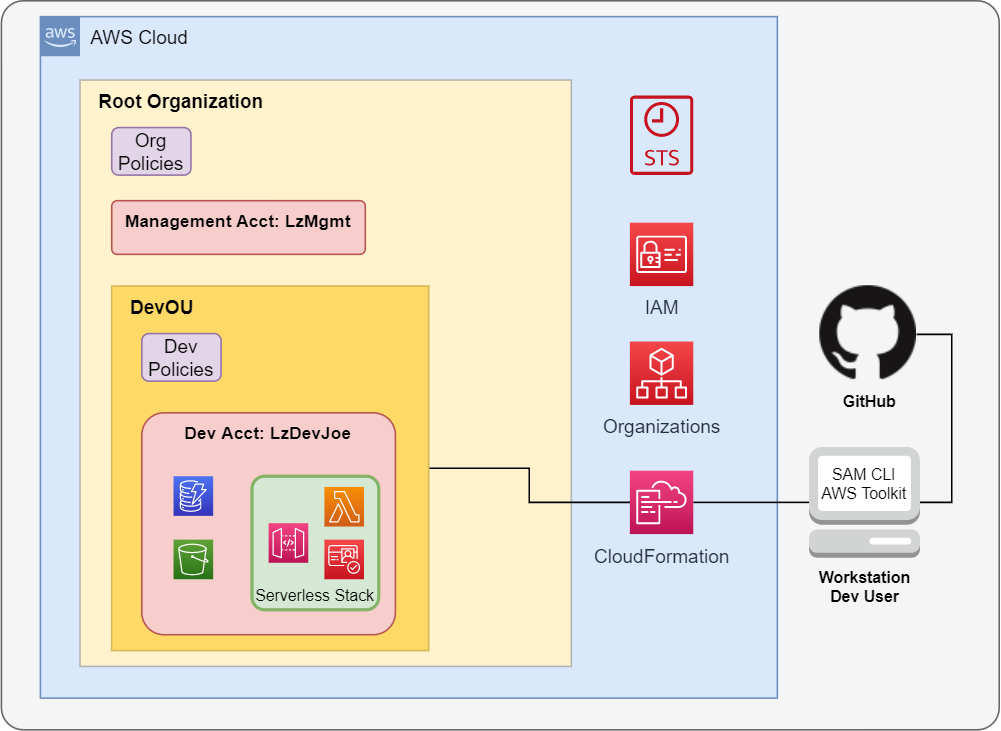 aws
AWS Cloud
Root Organization
Org
Policies
Management Acct: LzMgmt
DevOU
Dev
Policies
Dev Acct: LzDevJoe
Serverless Stack
STS
IAM
Organizations
CloudFormation
GitHub
SAM CLI
AWS Toolkit
Workstation
Dev User